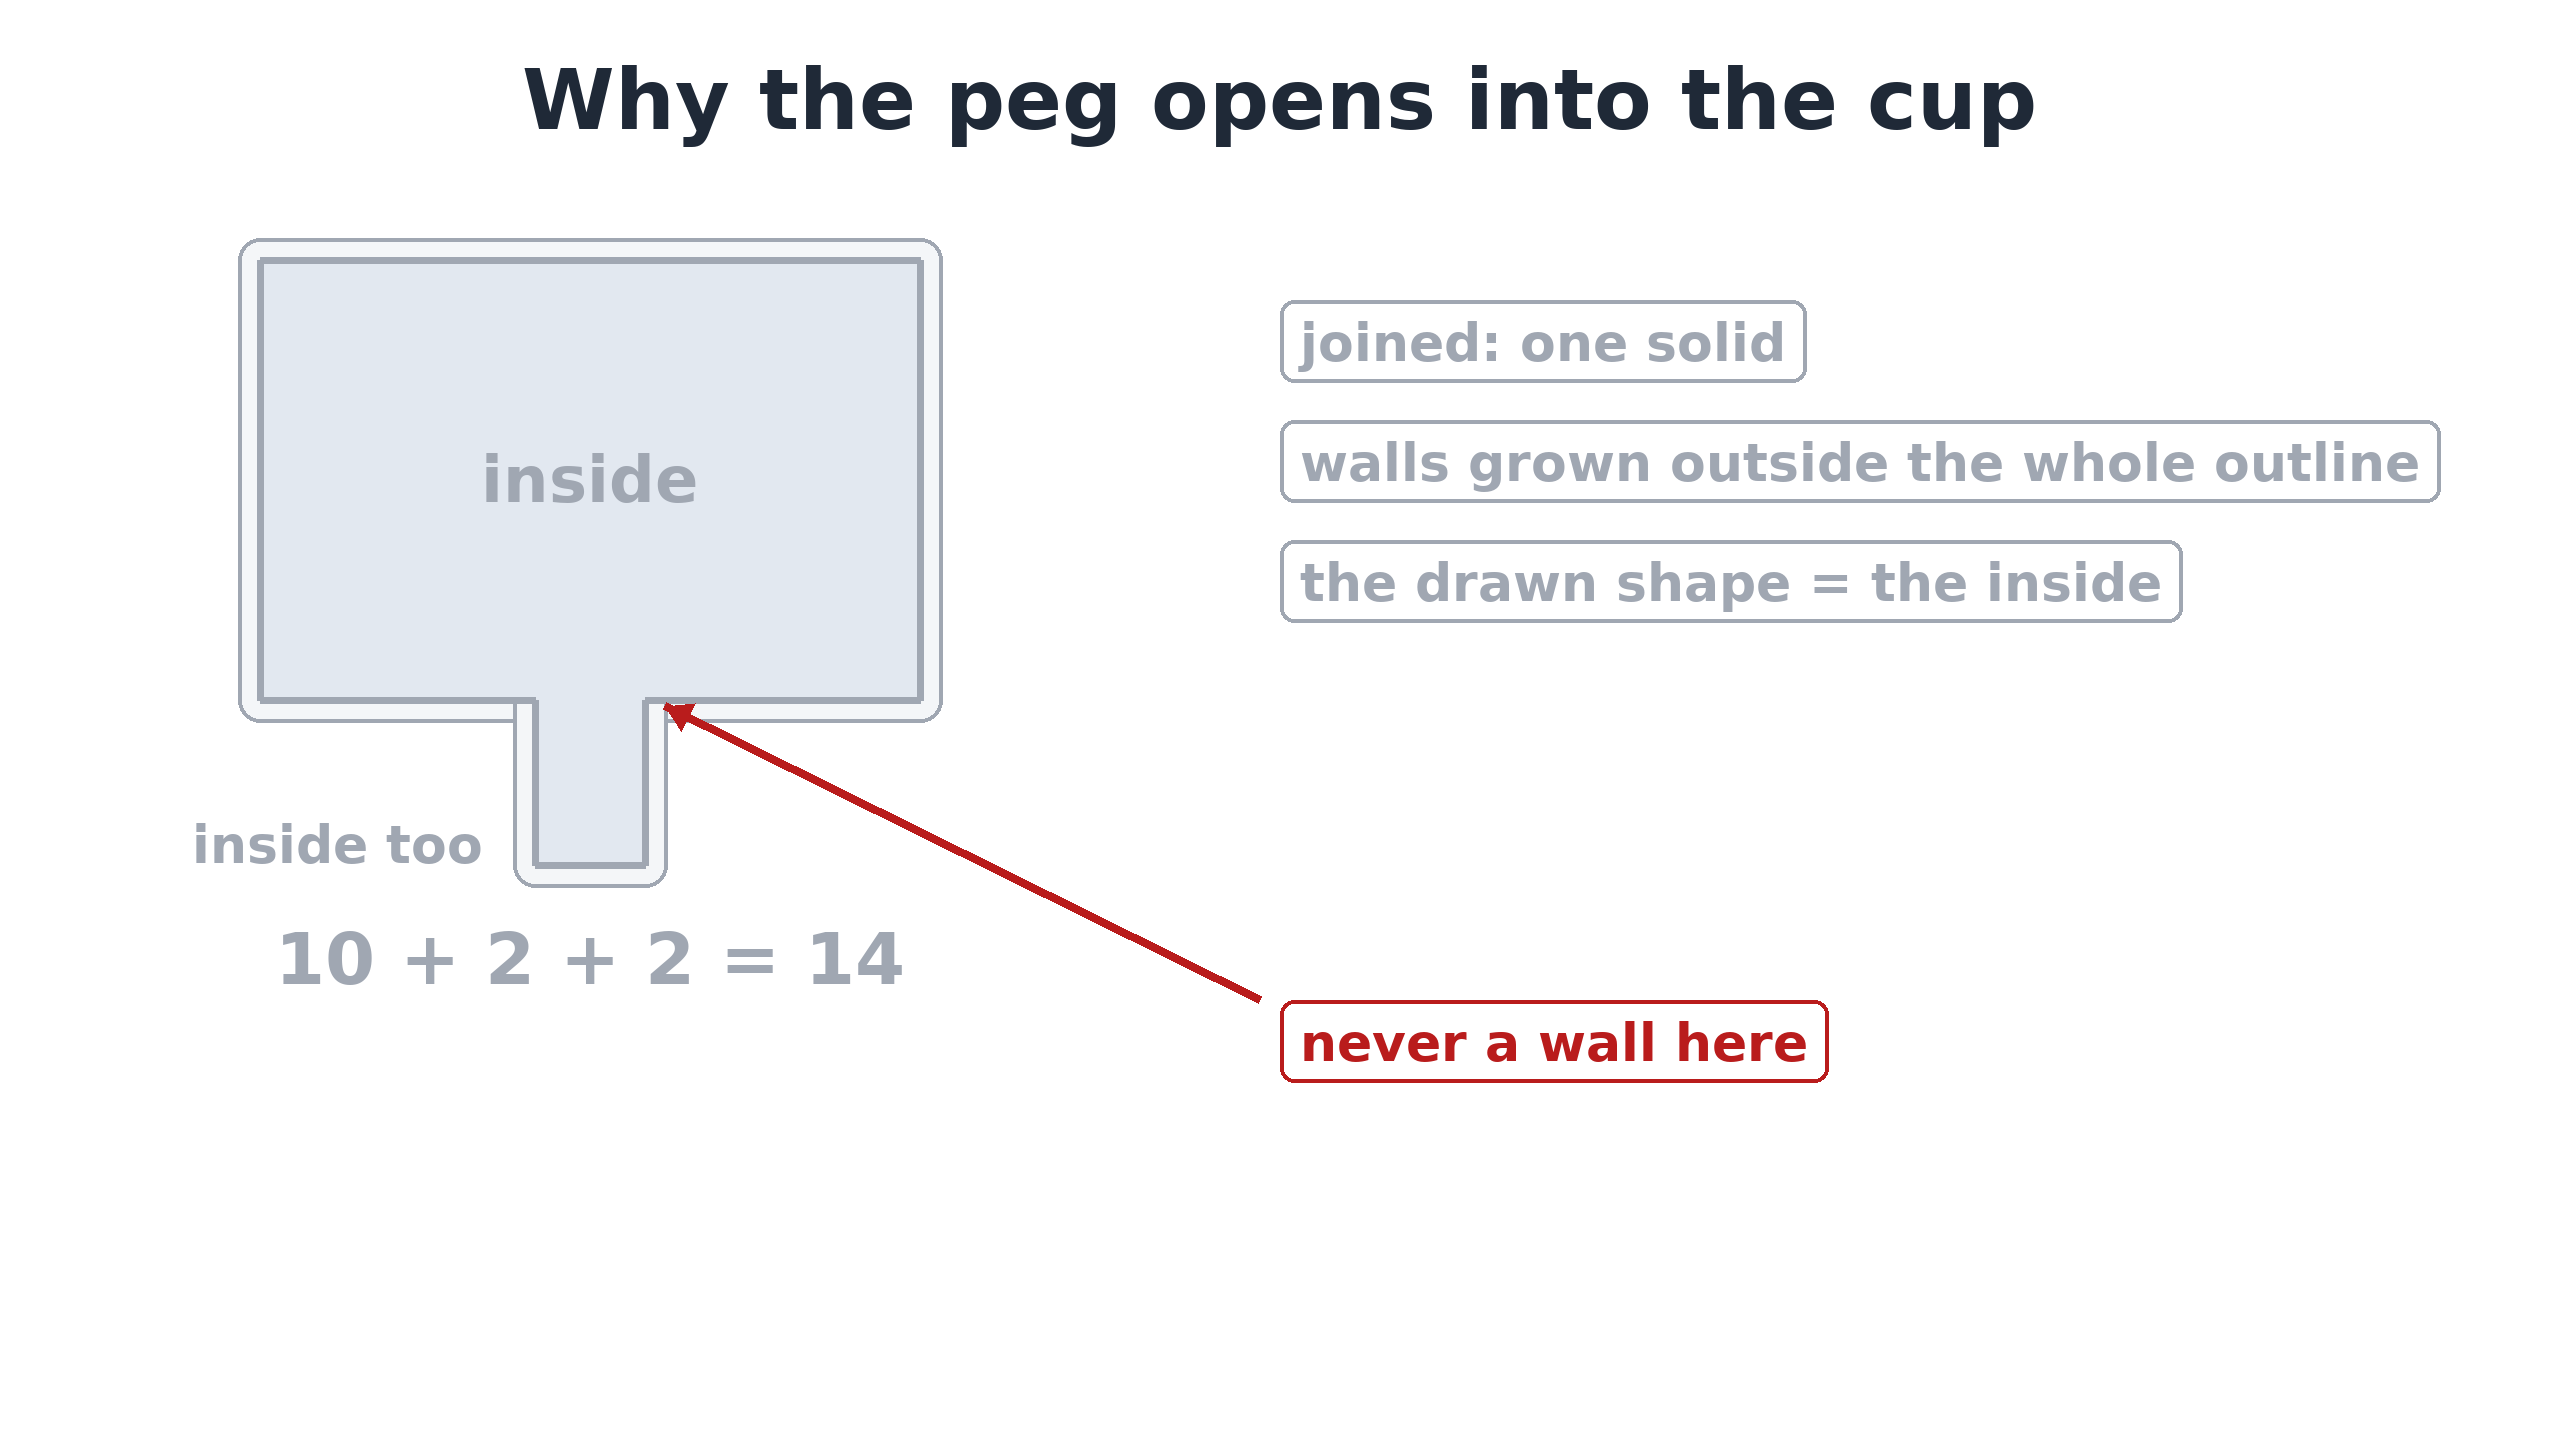 Why the peg opens into the cup
inside
joined: one solid
walls grown outside the whole outline
the drawn shape = the inside
inside too
10 + 2 + 2 = 14
never a wall here